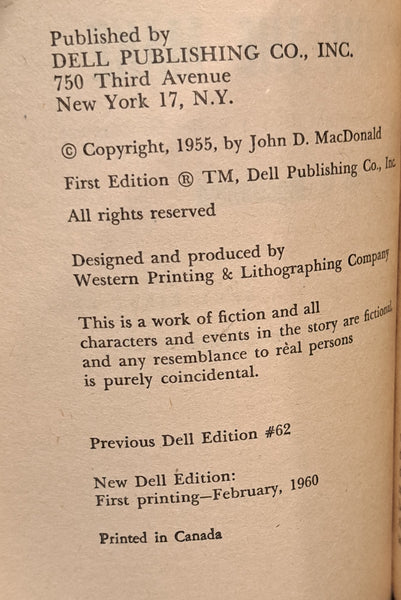 Published by
DELL PUBLISHING CO., INC.
750 Third Avenue
New York 17, N.Y.
© Copyright, 1955, by John D. MacDonald
First Edition ® TM, Dell Publishing Co., Inc.
All rights reserved
Designed and produced by
Western Printing & Lithographing Company
This is a work of fiction and all
characters and events in the story are fictional,
and any resemblance to rèal persons
is purely coincidental.
Previous Dell Edition #62
New Dell Edition:
First printing—February, 1960
Printed in Canada